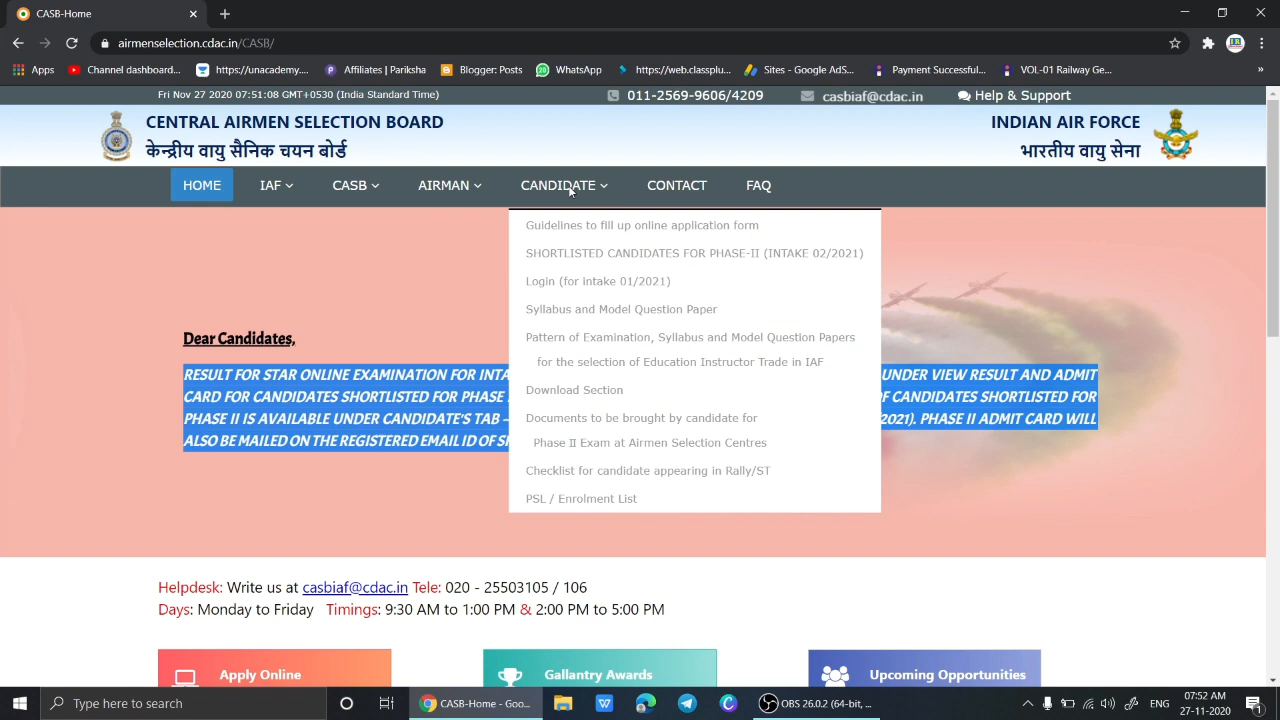 CASB-Home
airmenselection.cdac.in/CASB/
Apps
Channel dashboard...
https://unacademy....
Affiliates | Pariksha
Blogger: Posts
WhatsApp
https://web.classplu...
Sites - Google AdS...
Payment Successful...
VOL-01 Railway Ge...
Fri Nov 27 2020 07:51:08 GMT+0530 (India Standard Time)
011-2569-9606/4209
casbiaf@cdac.in
Help & Support
CENTRAL AIRMEN SELECTION BOARD
केन्द्रीय वायु सैनिक चयन बोर्ड
INDIAN AIR FORCE
भारतीय वायु सेना
HOME
IAF
CASB
AIRMAN
CANDIDATE
CONTACT
FAQ
Guidelines to fill up online application form
SHORTLISTED CANDIDATES FOR PHASE-II (INTAKE 02/2021)
Login (for intake 01/2021)
Syllabus and Model Question Paper
Pattern of Examination, Syllabus and Model Question Papers
for the selection of Education Instructor Trade in IAF
Download Section
Documents to be brought by candidate for
Phase II Exam at Airmen Selection Centres
Checklist for candidate appearing in Rally/ST
PSL / Enrolment List
Dear Candidates,
RESULT FOR STAR ONLINE EXAMINATION FOR INTA UNDER VIEW RESULT AND ADMIT
CARD FOR CANDIDATES SHORTLISTED FOR PHASE OF CANDIDATES SHORTLISTED FOR
PHASE II IS AVAILABLE UNDER CANDIDATE'S TAB – 2021). PHASE II ADMIT CARD WILL
ALSO BE MAILED ON THE REGISTERED EMAIL ID OF
Helpdesk: Write us at casbiaf@cdac.in Tele: 020 - 25503105 / 106
Days: Monday to Friday Timings: 9:30 AM to 1:00 PM & 2:00 PM to 5:00 PM
Apply Online
Gallantry Awards
Upcoming Opportunities
Type here to search
CASB-Home - Goo...
OBS 26.0.2 (64-bit, ...
ENG
07:52 AM
27-11-2020